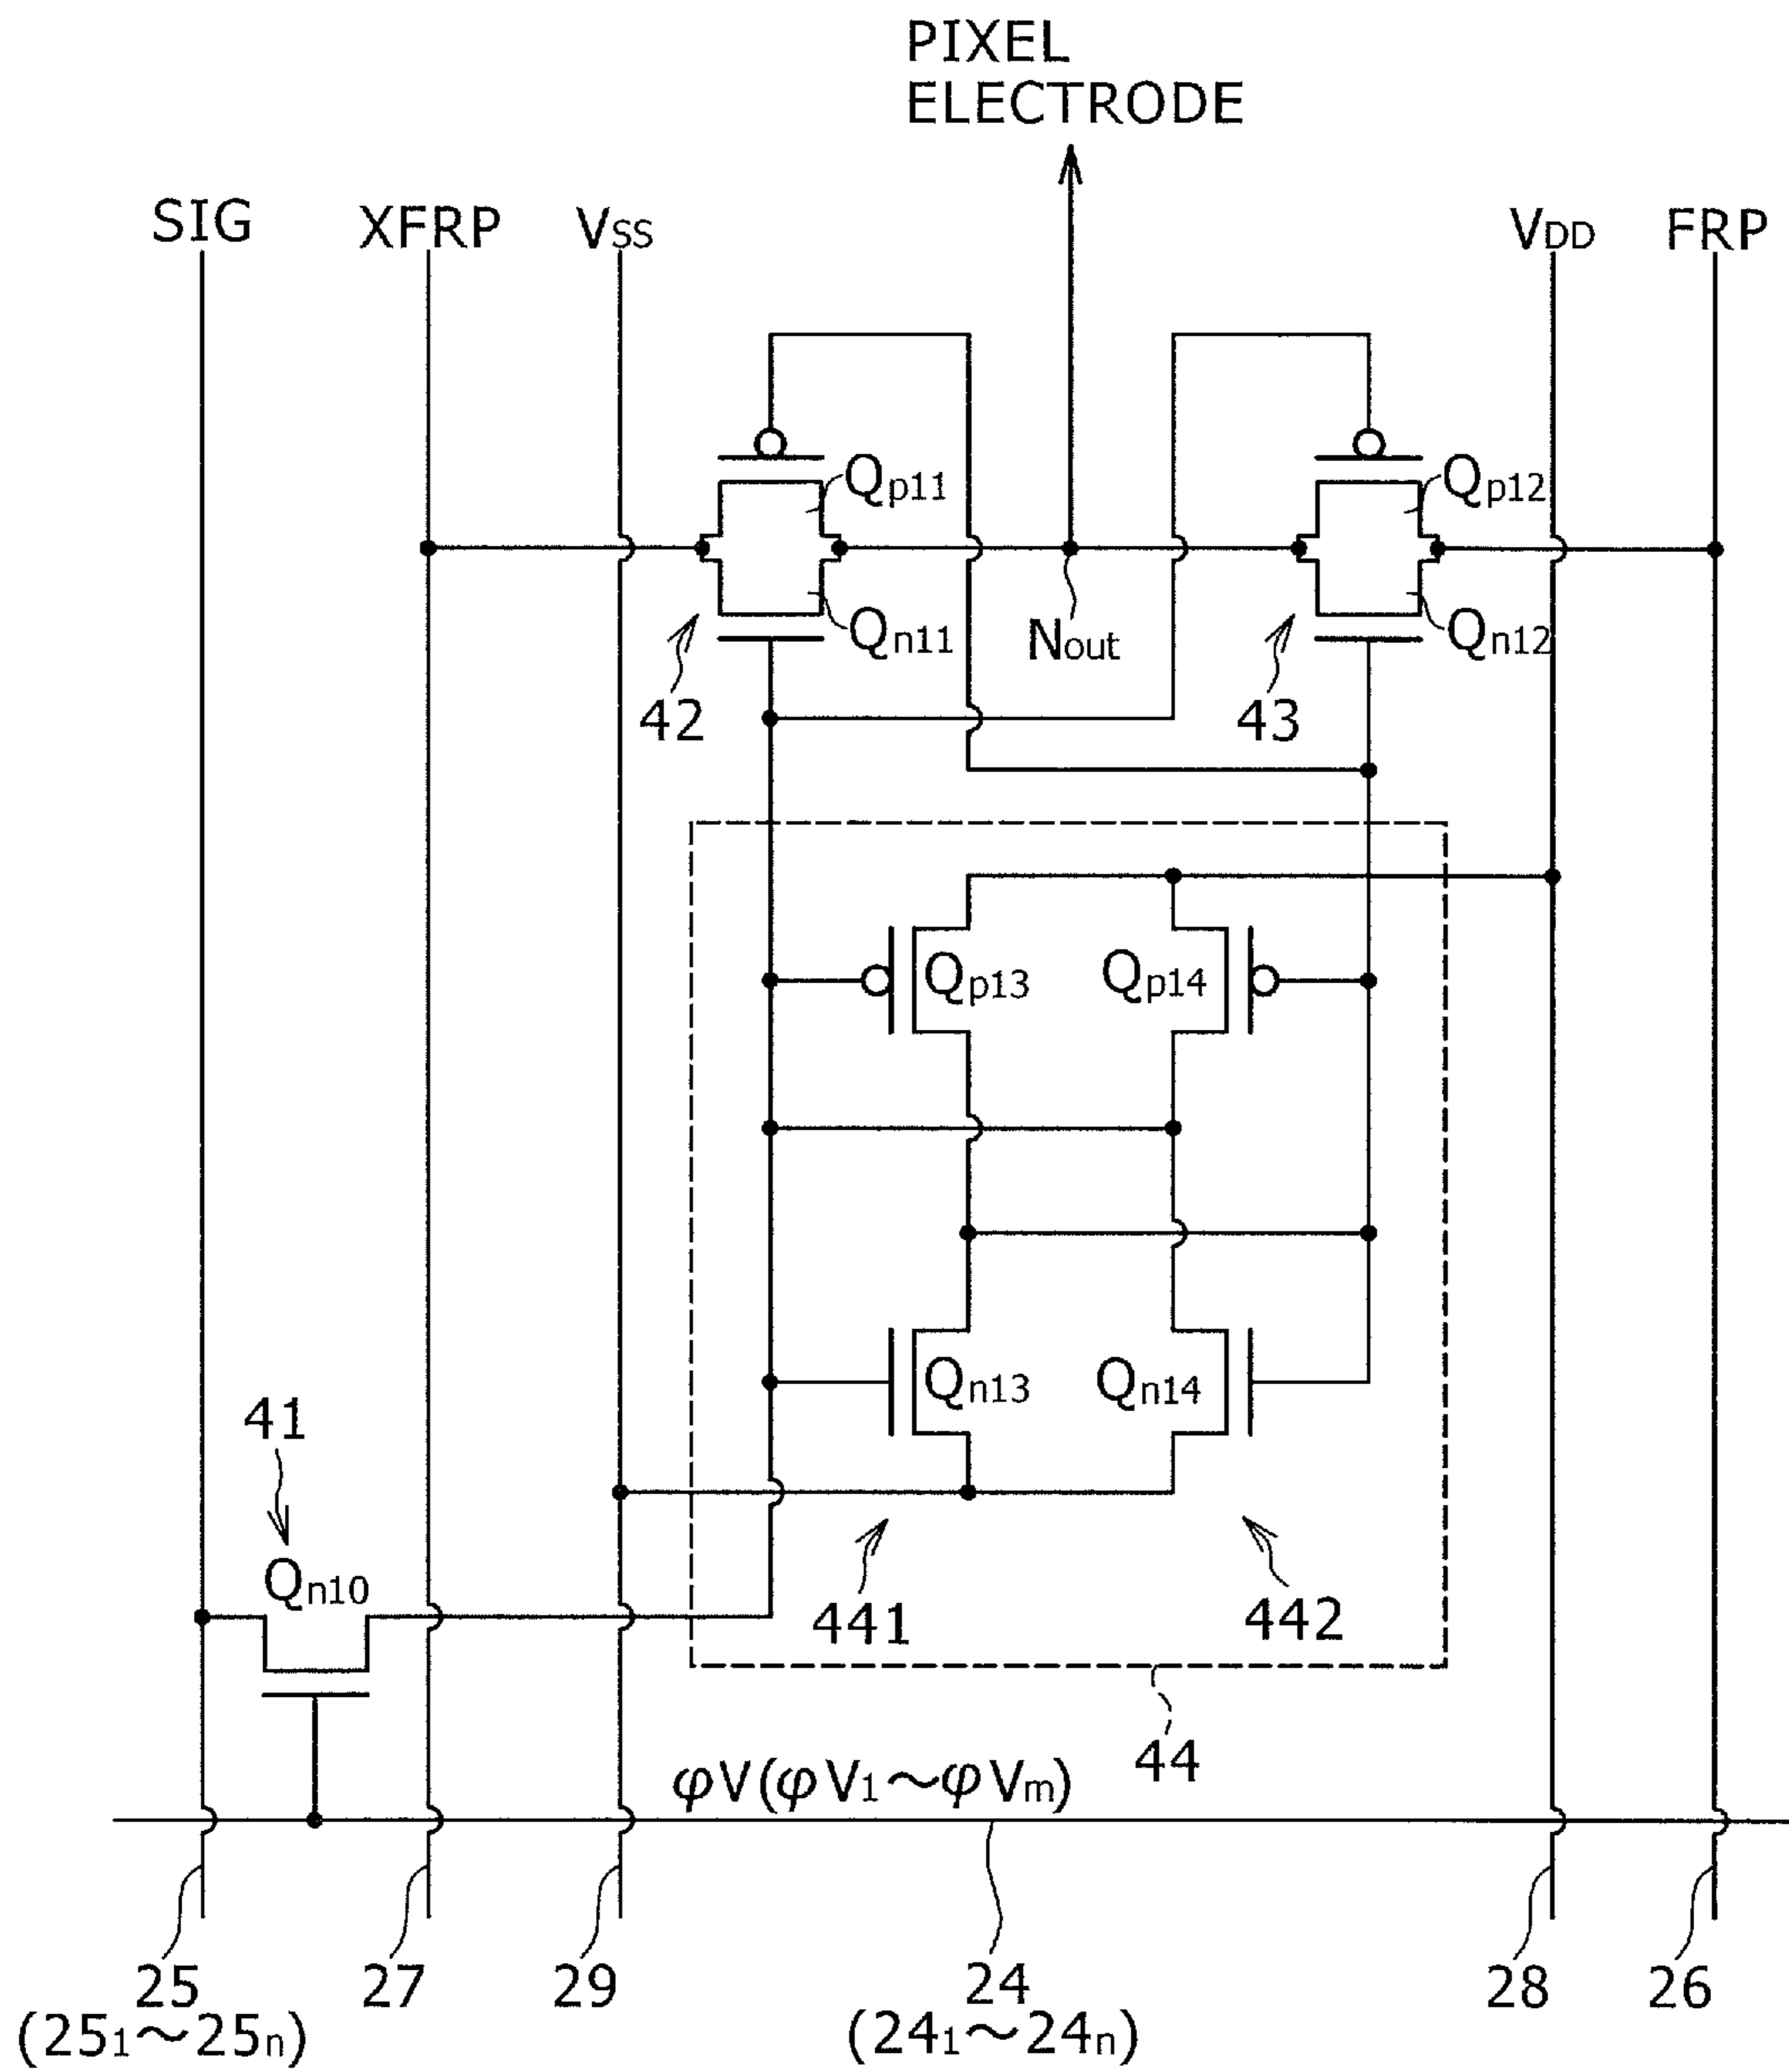 PIXEL
ELECTRODE
SIG
XFRP
VSS
VDD
FRP
Qp11
Qp12
Qn11
Nout
Qn12
42
43
Qp13
Qp14
Qn13
Qn14
41
Qn10
441
442
44
φV(φV1～φVm)
25
(251～25n)
27
29
24
(241～24n)
28
26